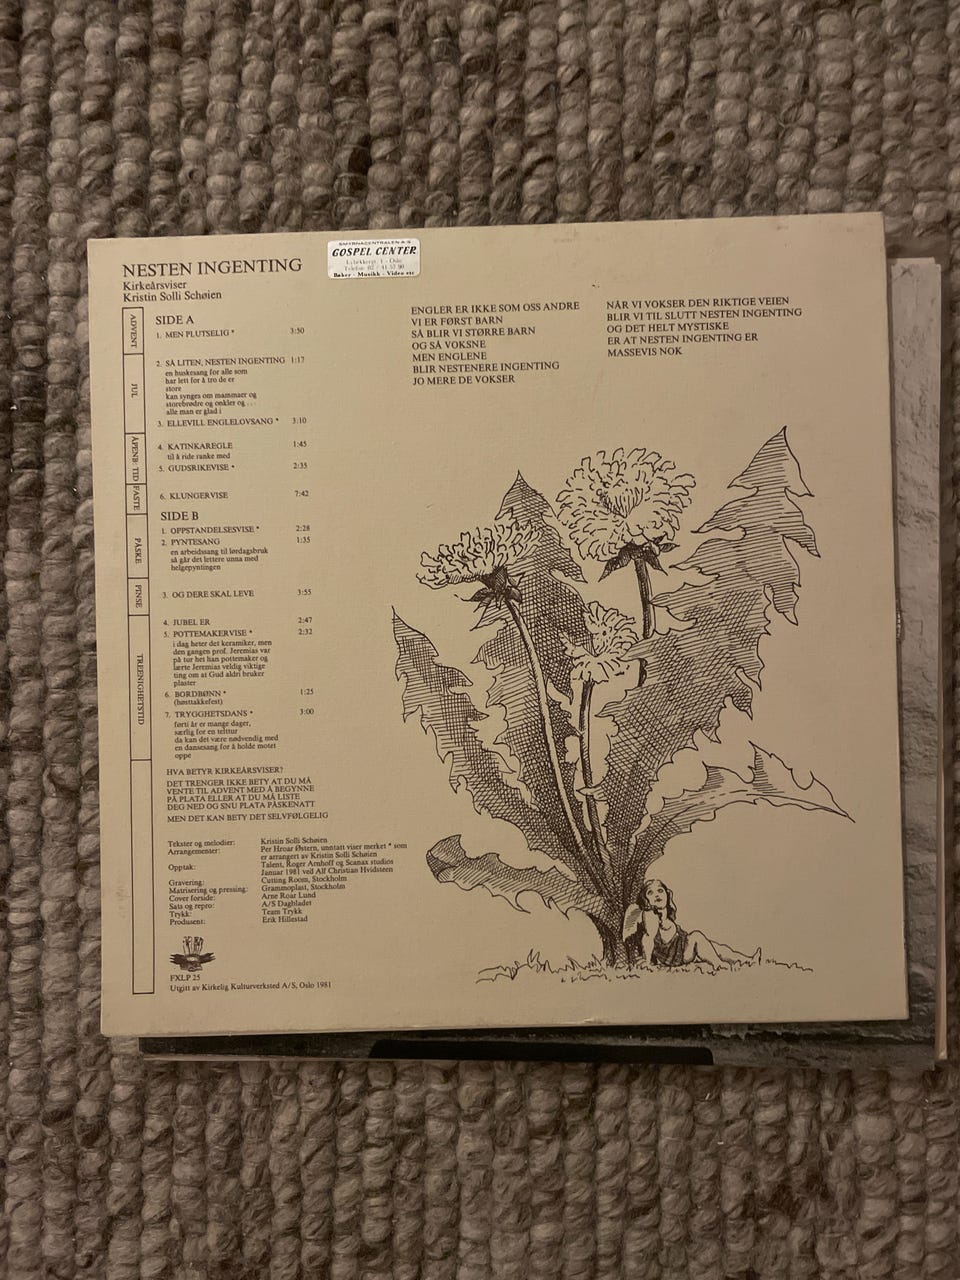 NESTEN INGENTING
Kirkeårsviser
Kristin Solli Schøien
SMYRNACENTRALEN A·S
GOSPEL CENTER
1 - Oslo
Telefon: 02 / 41 52 90
Bøker - Musikk - Video etc
ADVENT
JUL
ÅPENB. TID
FASTE
PÅSKE
PINSE
TREENIGHETSTID
SIDE A
1. MEN PLUTSELIG * 3:50
2. SÅ LITEN, NESTEN INGENTING 1:17
en huskesang for alle som
har lett for å tro de er
store
kan synges om mammaer og
storebrødre og onkler og . . .
alle man er glad i
3. ELLEVILL ENGLELOVSANG * 3:10
4. KATINKAREGLE 1:45
til å ride ranke med
5. GUDSRIKEVISE * 2:35
6. KLUNGERVISE 7:42
SIDE B
1. OPPSTANDELSESVISE * 2:28
2. PYNTESANG 1:35
en arbeidssang til lørdagsbruk
så går det lettere unna med
helgepyntingen
3. OG DERE SKAL LEVE 3:55
4. JUBEL ER 2:47
5. POTTEMAKERVISE * 2:32
i dag heter det keramiker, men
den gangen prof. Jeremias var
på tur het han pottemaker og
lærte Jeremias veldig viktige
ting om at Gud aldri bruker
plaster
6. BORDBØNN * 1:25
(høsttakkefest)
7. TRYGGHETSDANS * 3:00
førti år er mange dager,
særlig for en telttur
da kan det være nødvendig med
en dansesang for å holde motet
oppe
HVA BETYR KIRKEÅRSVISER?
DET TRENGER IKKE BETY AT DU MÅ
VENTE TIL ADVENT MED Å BEGYNNE
PÅ PLATA ELLER AT DU MÅ LISTE
DEG NED OG SNU PLATA PÅSKENATT
MEN DET KAN BETY DET SELVFØLGELIG
Tekster og melodier: Kristin Solli Schøien
Arrangementer: Per Hroar Østern, unntatt viser merket * som
er arrangert av Kristin Solli Schøien
Opptak: Talent, Roger Arnhoff og Scanax studios
Januar 1981 ved Alf Christian Hvidsteen
Gravering: Cutting Room, Stockholm
Matrisering og pressing: Grammoplast, Stockholm
Cover forside: Arne Roar Lund
Sats og repro: A/S Dagbladet
Trykk: Team Trykk
Produsent: Erik Hillestad
FXLP 25
Utgitt av Kirkelig Kulturverksted A/S, Oslo 1981
ENGLER ER IKKE SOM OSS ANDRE
VI ER FØRST BARN
SÅ BLIR VI STØRRE BARN
OG SÅ VOKSNE
MEN ENGLENE
BLIR NESTENERE INGENTING
JO MERE DE VOKSER
NÅR VI VOKSER DEN RIKTIGE VEIEN
BLIR VI TIL SLUTT NESTEN INGENTING
OG DET HELT MYSTISKE
ER AT NESTEN INGENTING ER
MASSEVIS NOK